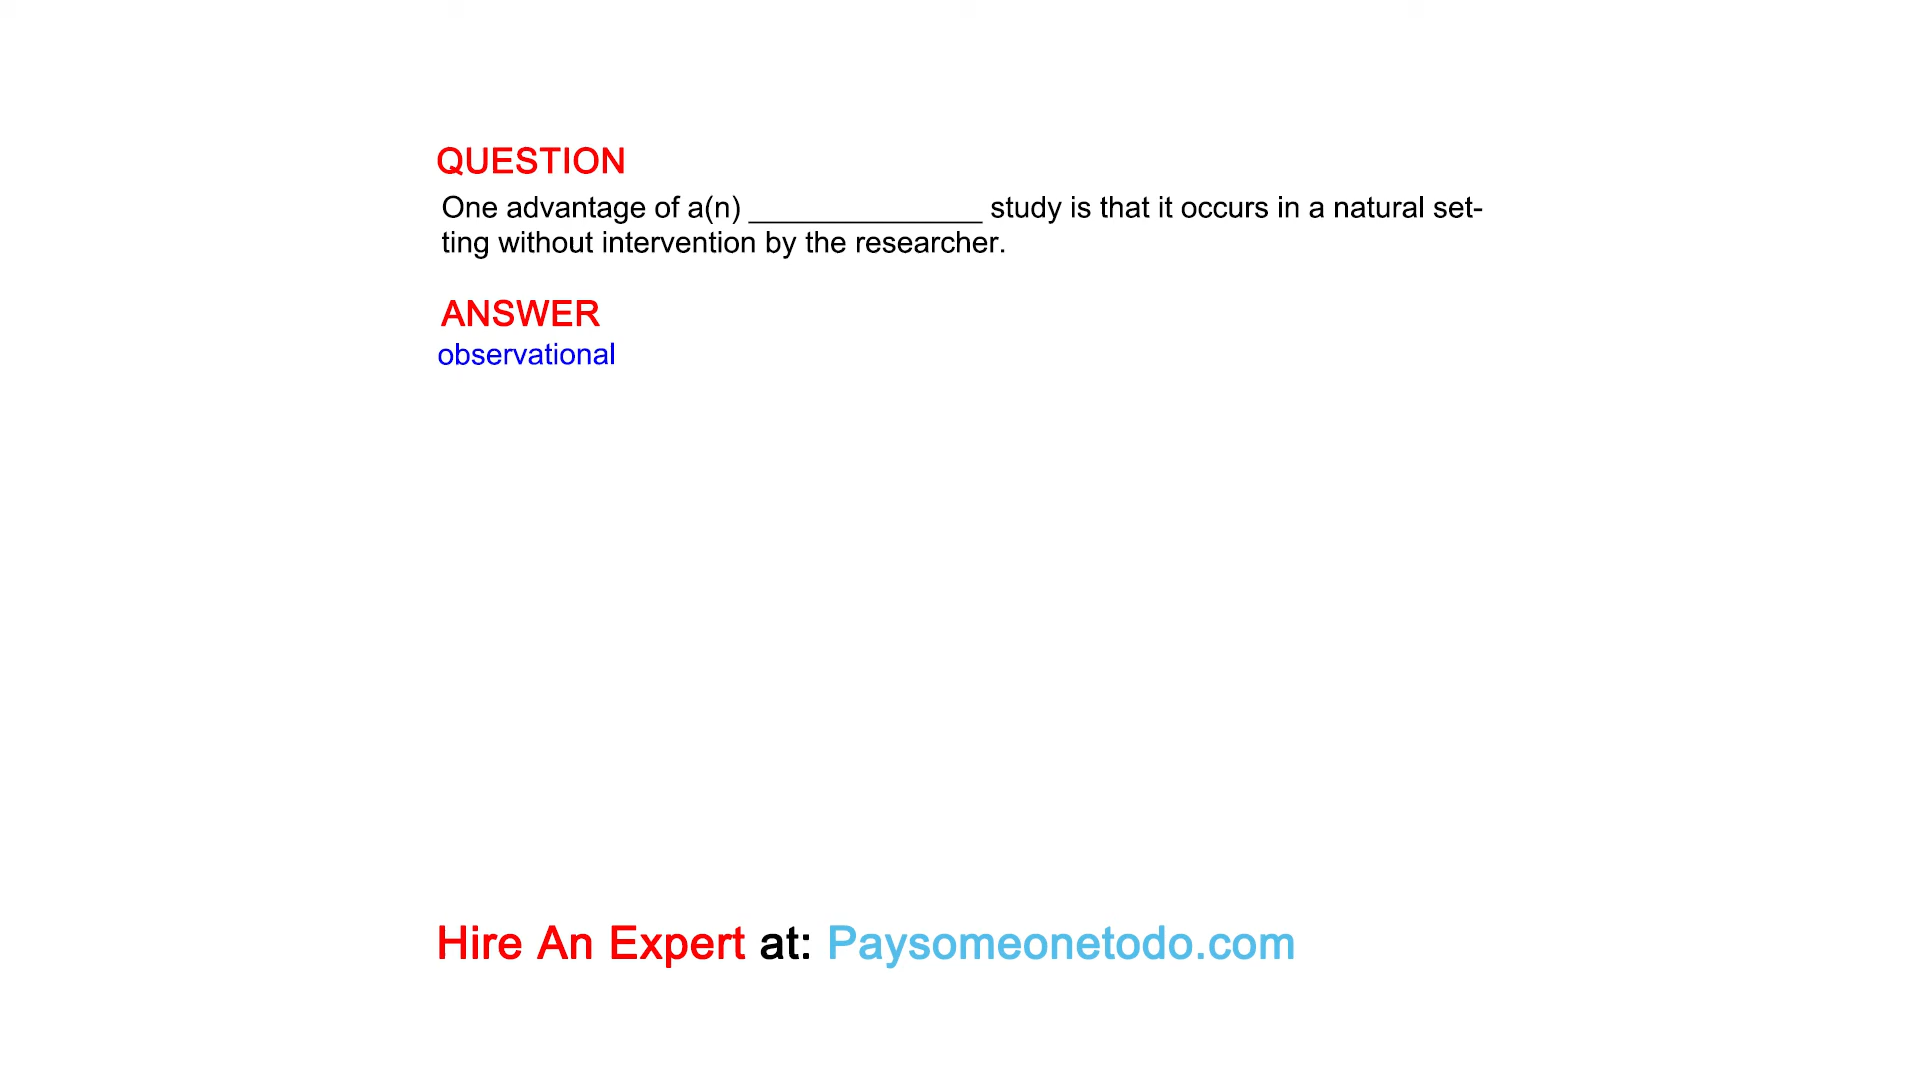 QUESTION
One advantage of a(n) ______________ study is that it occurs in a natural set-
ting without intervention by the researcher.
ANSWER
observational
Hire An Expert at: Paysomeonetodo.com